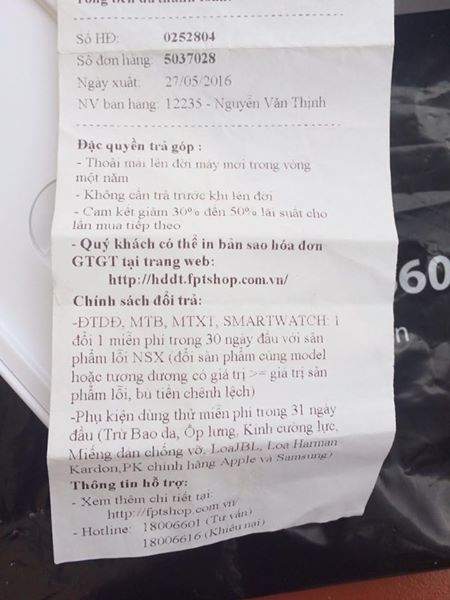 Số HĐ: 0252804
Số đơn hàng: 5037028
Ngày xuất: 27/05/2016
NV bán hàng: 12235 - Nguyễn Văn Thịnh
Đặc quyền trả góp :
- Thoải mái lên đời máy mới trong vòng
một năm
- Không cần trả trước khi lên đời
- Cam kết giảm 30% đến 50% lãi suất cho
lần mua tiếp theo
- Quý khách có thể in bản sao hóa đơn
GTGT tại trang web:
http://hddt.fptshop.com.vn/
Chính sách đổi trả:
-ĐTDĐ, MTB, MTXT, SMARTWATCH: 1
đổi 1 miễn phí trong 30 ngày đầu với sản
phẩm lỗi NSX (đổi sản phẩm cùng model
hoặc tương đương có giá trị >= giá trị sản
phẩm lỗi, bù tiền chênh lệch)
-Phụ kiện dùng thử miễn phí trong 31 ngày
đầu (Trừ Bao da, Ốp lưng, Kính cường lực,
Miếng dán chống vỡ, LoaJBL, Loa Harman
Kardon,PK chính hãng Apple và Samsung)
Thông tin hỗ trợ:
- Xem thêm chi tiết tại:
http://fptshop.com.vn/
- Hotline: 18006601 (Tư vấn)
18006616 (Khiếu nại)
60
n